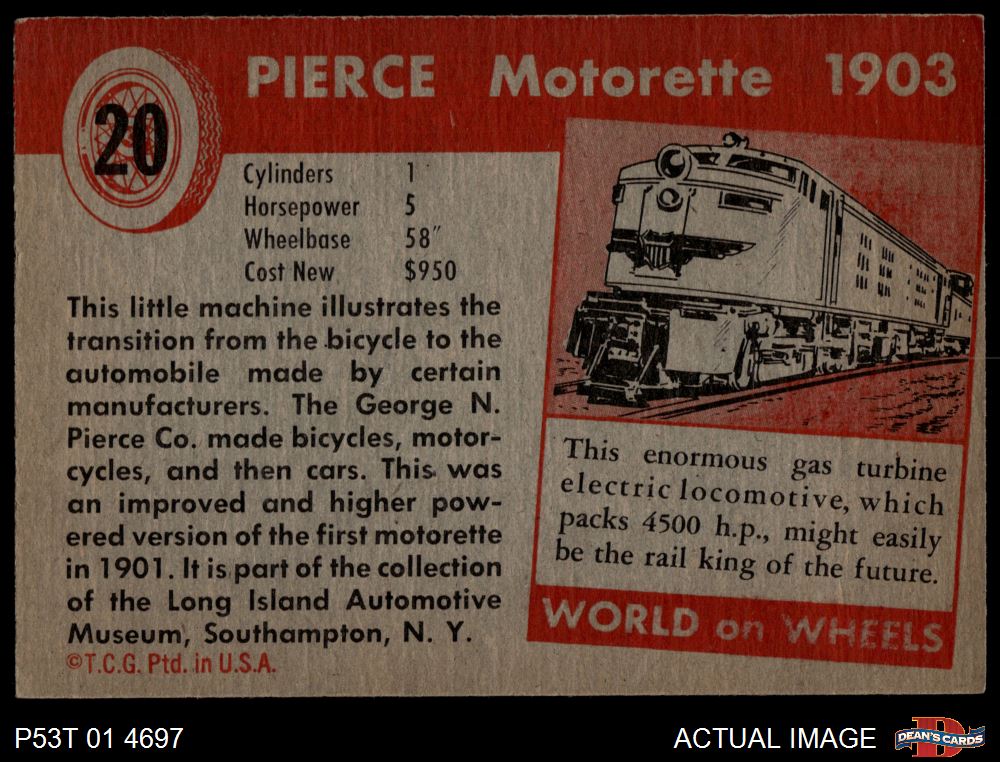 20
PIERCE Motorette 1903
Cylinders 1
Horsepower 5
Wheelbase 58"
Cost New $950
This little machine illustrates the
transition from the bicycle to the
automobile made by certain
manufacturers. The George N.
Pierce Co. made bicycles, motor-
cycles, and then cars. This was
an improved and higher pow-
ered version of the first motorette
in 1901. It is part of the collection
of the Long Island Automotive
Museum, Southampton, N. Y.
©T.C.G. Ptd. in U.S.A.
This enormous gas turbine
electric locomotive, which
packs 4500 h.p., might easily
be the rail king of the future.
WORLD on WHEELS
P53T 01 4697
ACTUAL IMAGE
D
DEAN'S CARDS